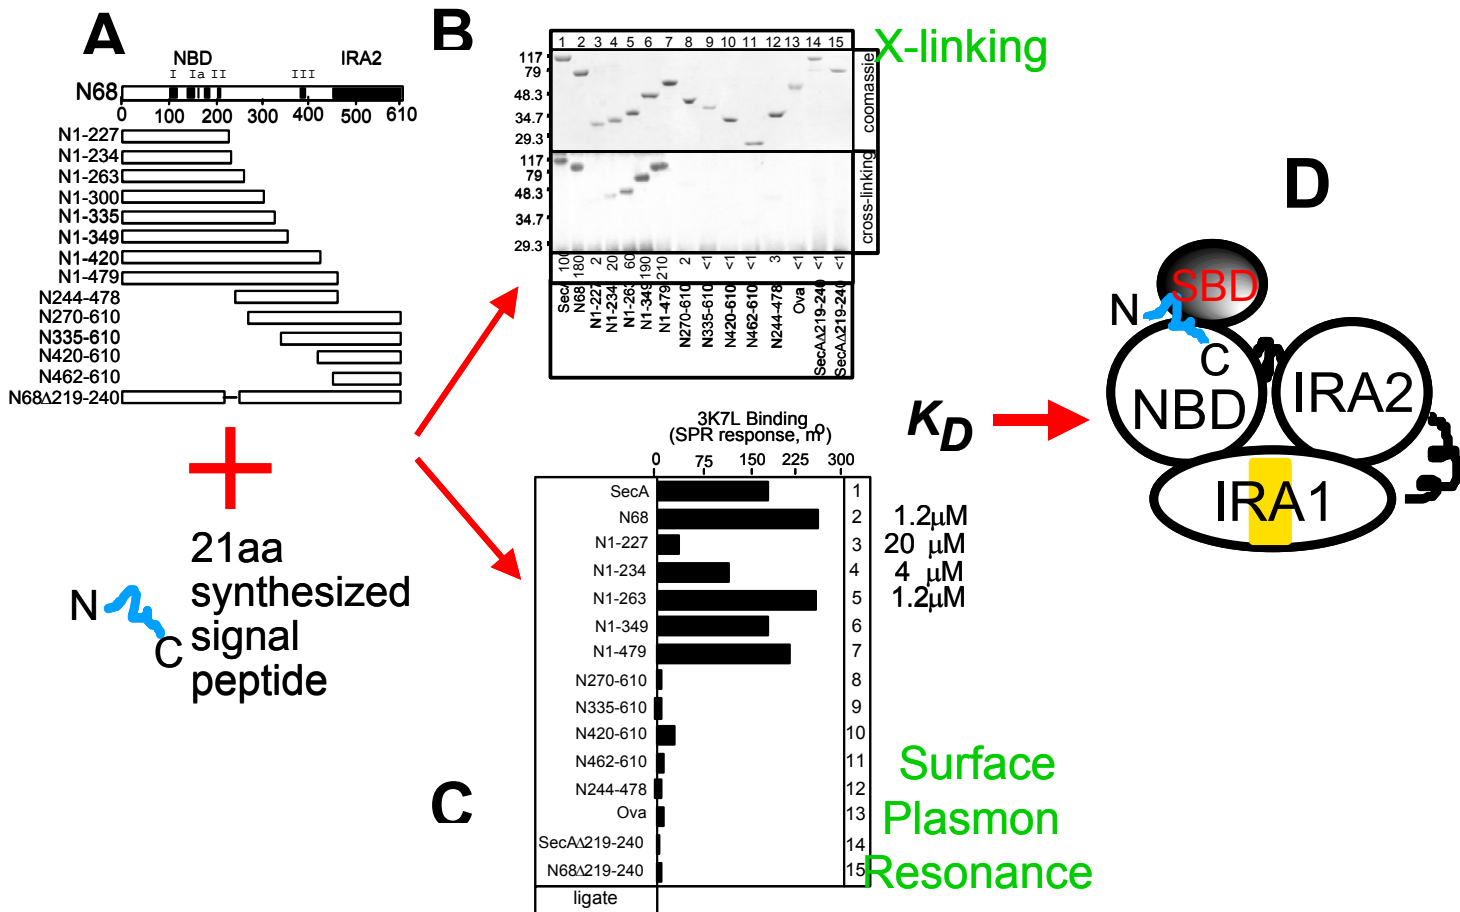 A
NBD
IRA2
I Ia II III
N68
0 100 200 300 400 500 610
N1-227
N1-234
N1-263
N1-300
N1-335
N1-349
N1-420
N1-479
N244-478
N270-610
N335-610
N420-610
N462-610
N68Δ219-240
21aa
synthesized
signal
peptide
N
C
B
X-linking
1 2 3 4 5 6 7 8 9 10 11 12 13 14 15
117
79
48.3
34.7
29.3
coomassie
117
79
48.3
34.7
29.3
cross-linking
100 180 2 20 60 190 210 2 <1 <1 <1 3 <1 <1 <1
SecA
N68
N1-227
N1-234
N1-263
N1-349
N1-479
N270-610
N335-610
N420-610
N462-610
N244-478
Ova
SecAΔ219-240
SecAΔ219-240
C
3K7L Binding
(SPR response, m°)
0 75 150 225 300
SecA 1
N68 2 1.2μM
N1-227 3 20 μM
N1-234 4 4 μM
N1-263 5 1.2μM
N1-349 6
N1-479 7
N270-610 8
N335-610 9
N420-610 10
N462-610 11
N244-478 12
Ova 13
SecAΔ219-240 14
N68Δ219-240 15
ligate
Surface
Plasmon
Resonance
KD
D
SBD
N
C
NBD
IRA2
IRA1